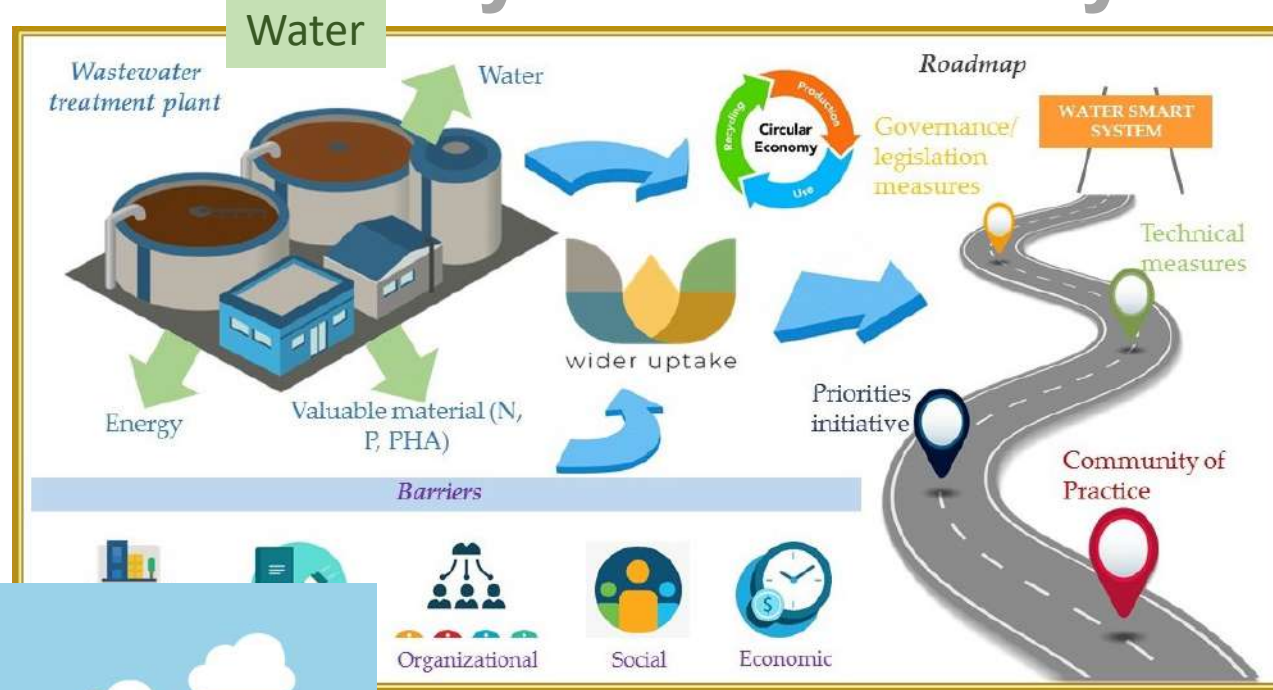 Water
Wastewater
treatment plant
Water
Energy
Valuable material (N,
P, PHA)
Recycling
Production
Use
Circular
Economy
wider uptake
Roadmap
WATER SMART
SYSTEM
Governance/
legislation
measures
Technical
measures
Priorities
initiative
Community of
Practice
Barriers
Organizational
Social
Economic
$